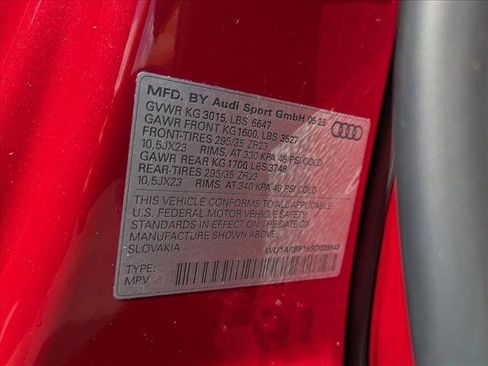 MFD. BY Audi Sport GmbH 05-25
GVWR KG 3015, LBS 6647
GAWR FRONT KG1600, LBS 3527
FRONT-TIRES 295/35 ZR23
10,5JX23 RIMS, AT 330 KPA 48 PSI COLD
GAWR REAR KG 1700, LBS 3748
REAR-TIRES 295/35 ZR23
10,5JX23 RIMS, AT 340 KPA 49 PSI COLD
THIS VEHICLE CONFORMS TO ALL APPLICABLE
U.S. FEDERAL MOTOR VEHICLE SAFETY
STANDARDS IN EFFECT ON THE DATE OF
MANUFACTURE SHOWN ABOVE.
SLOVAKIA
TYPE:
MPV